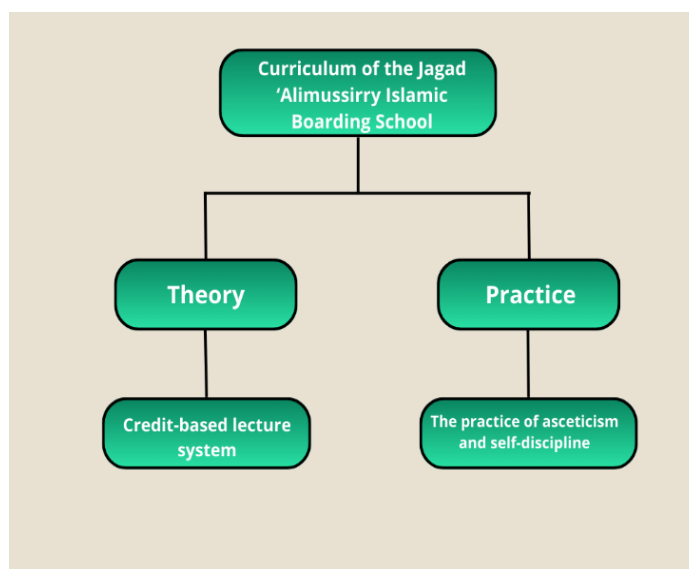 Curriculum of the Jagad
‘Alimussirry Islamic
Boarding School
Theory
Practice
Credit-based lecture
system
The practice of asceticism
and self-discipline